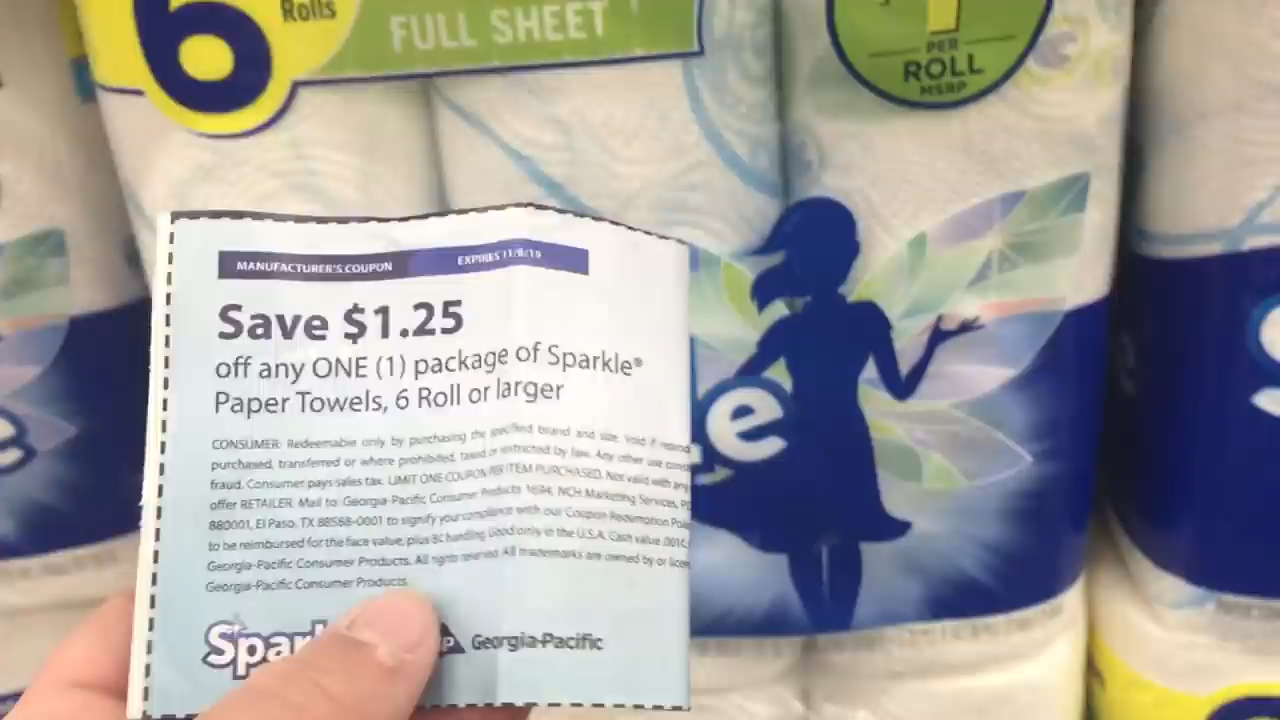 6 Rolls
FULL SHEET
PER
ROLL
MSRP
MANUFACTURER'S COUPON EXPIRES 11/8/19
Save $1.25
off any ONE (1) package of Sparkle®
Paper Towels, 6 Roll or larger
CONSUMER: Redeemable only by purchasing the specified brand and size. Void if
purchased, transferred or where prohibited, taxed or restricted by law. Any other use
fraud. Consumer pays sales tax. LIMIT ONE COUPON PER ITEM PURCHASED. Not valid with any
offer RETAILER. Mail to: Georgia-Pacific Consumer Products 1694, NCH Marketing Services,
880001, El Paso, TX 88568-0001 to signify your compliance with our Coupon Redemption
to be reimbursed for the face value, plus 8C handling Good only in the U.S.A. Cash value .001C.
Georgia-Pacific Consumer Products. All rights reserved All trademarks are owned by or
Georgia-Pacific Consumer Products.
Spar
P Georgia-Pacific
e
e